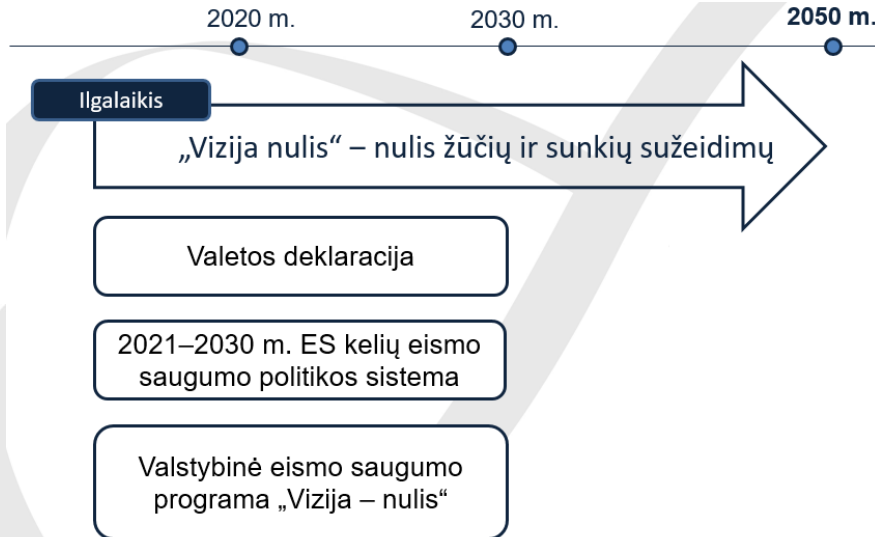 2020 m.
2030 m.
2050 m.
Ilgalaikis
„Vizija nulis“ – nulis žūčių ir sunkių sužeidimų
Valetos deklaracija
2021–2030 m. ES kelių eismo
saugumo politikos sistema
Valstybinė eismo saugumo
programa „Vizija – nulis“